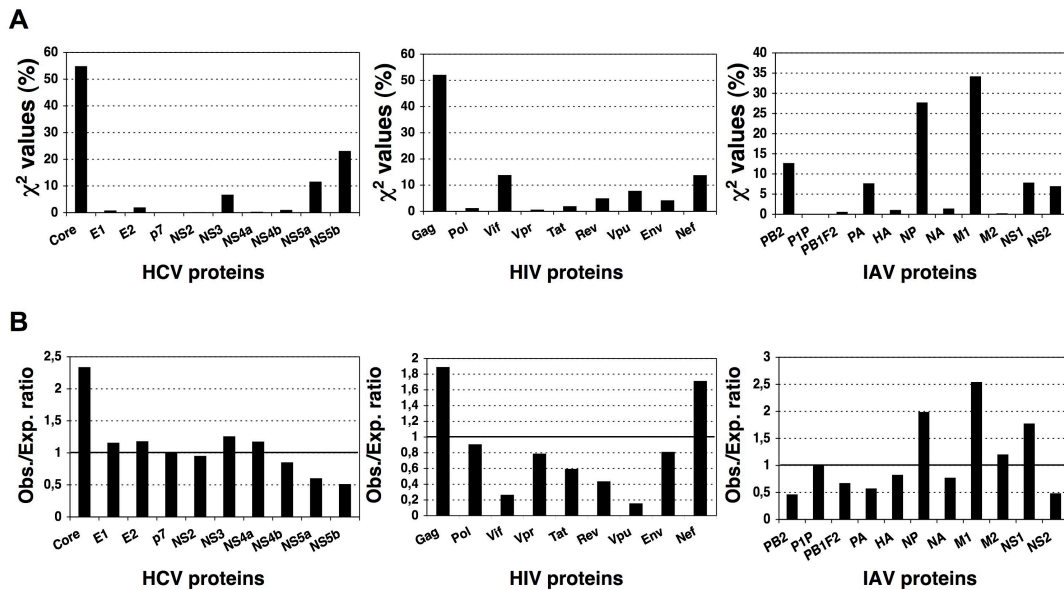 A
χ2 values (%)
60
50
40
30
20
10
0
Core E1 E2 p7 NS2 NS3 NS4a NS4b NS5a NS5b
HCV proteins
χ2 values (%)
60
50
40
30
20
10
0
Gag Pol Vif Vpr Tat Rev Vpu Env Nef
HIV proteins
χ2 values (%)
40
35
30
25
20
15
10
5
0
PB2 P1P PB1F2 PA HA NP NA M1 M2 NS1 NS2
IAV proteins
B
Obs./Exp. ratio
2,5
2
1,5
1
0,5
0
Core E1 E2 p7 NS2 NS3 NS4a NS4b NS5a NS5b
HCV proteins
Obs./Exp. ratio
2
1,8
1,6
1,4
1,2
1
0,8
0,6
0,4
0,2
0
Gag Pol Vif Vpr Tat Rev Vpu Env Nef
HIV proteins
Obs./Exp. ratio
3
2,5
2
1,5
1
0,5
0
PB2 P1P PB1F2 PA HA NP NA M1 M2 NS1 NS2
IAV proteins